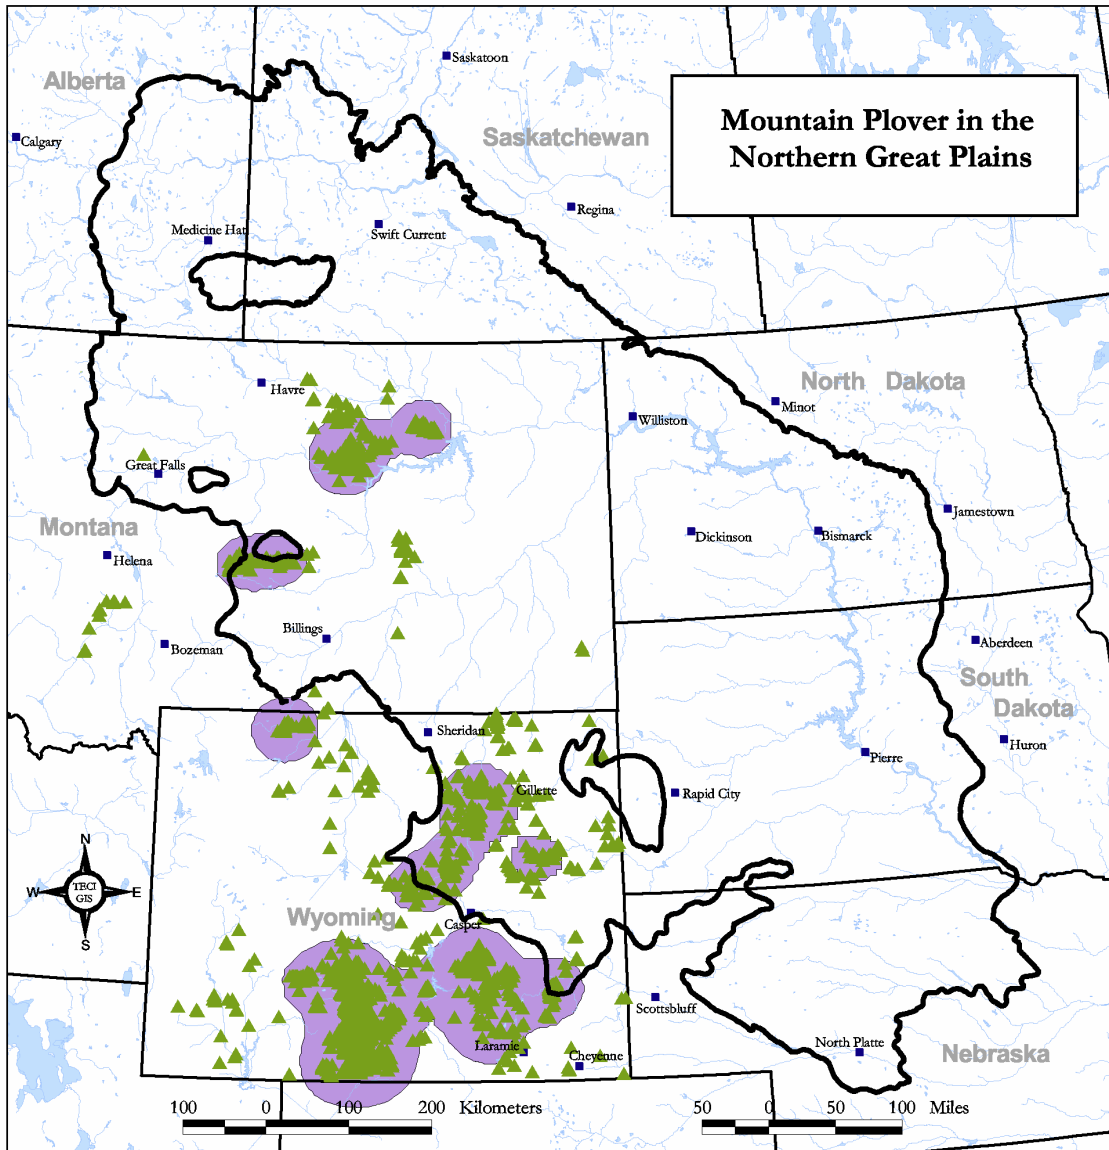 Saskatoon
Alberta
Mountain Plover in the
Northern Great Plains
Calgary
Saskatchewan
Regina
Medicine Hat
Swift Current
Havre
North Dakota
Minot
Williston
Great Falls
Montana
Jamestown
Dickinson
Bismarck
Helena
Billings
Bozeman
Aberdeen
South
Dakota
Sheridan
Huron
Pierre
Gillette
Rapid City
N
W
TECI
GIS
E
S
Wyoming
Casper
Scottsbluff
Laramie
Cheyenne
North Platte
Nebraska
100 0 100 200 Kilometers
50 0 50 100 Miles